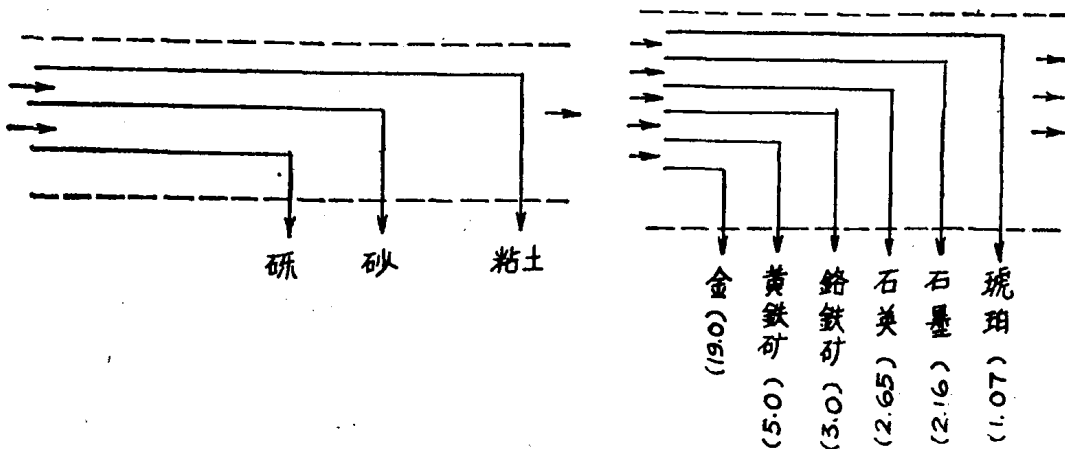 砾
砂
粘土
金(19.0)
黄鉄矿(5.0)
鉻鉄矿(3.0)
石英(2.65)
石墨(2.16)
琥珀(1.07)